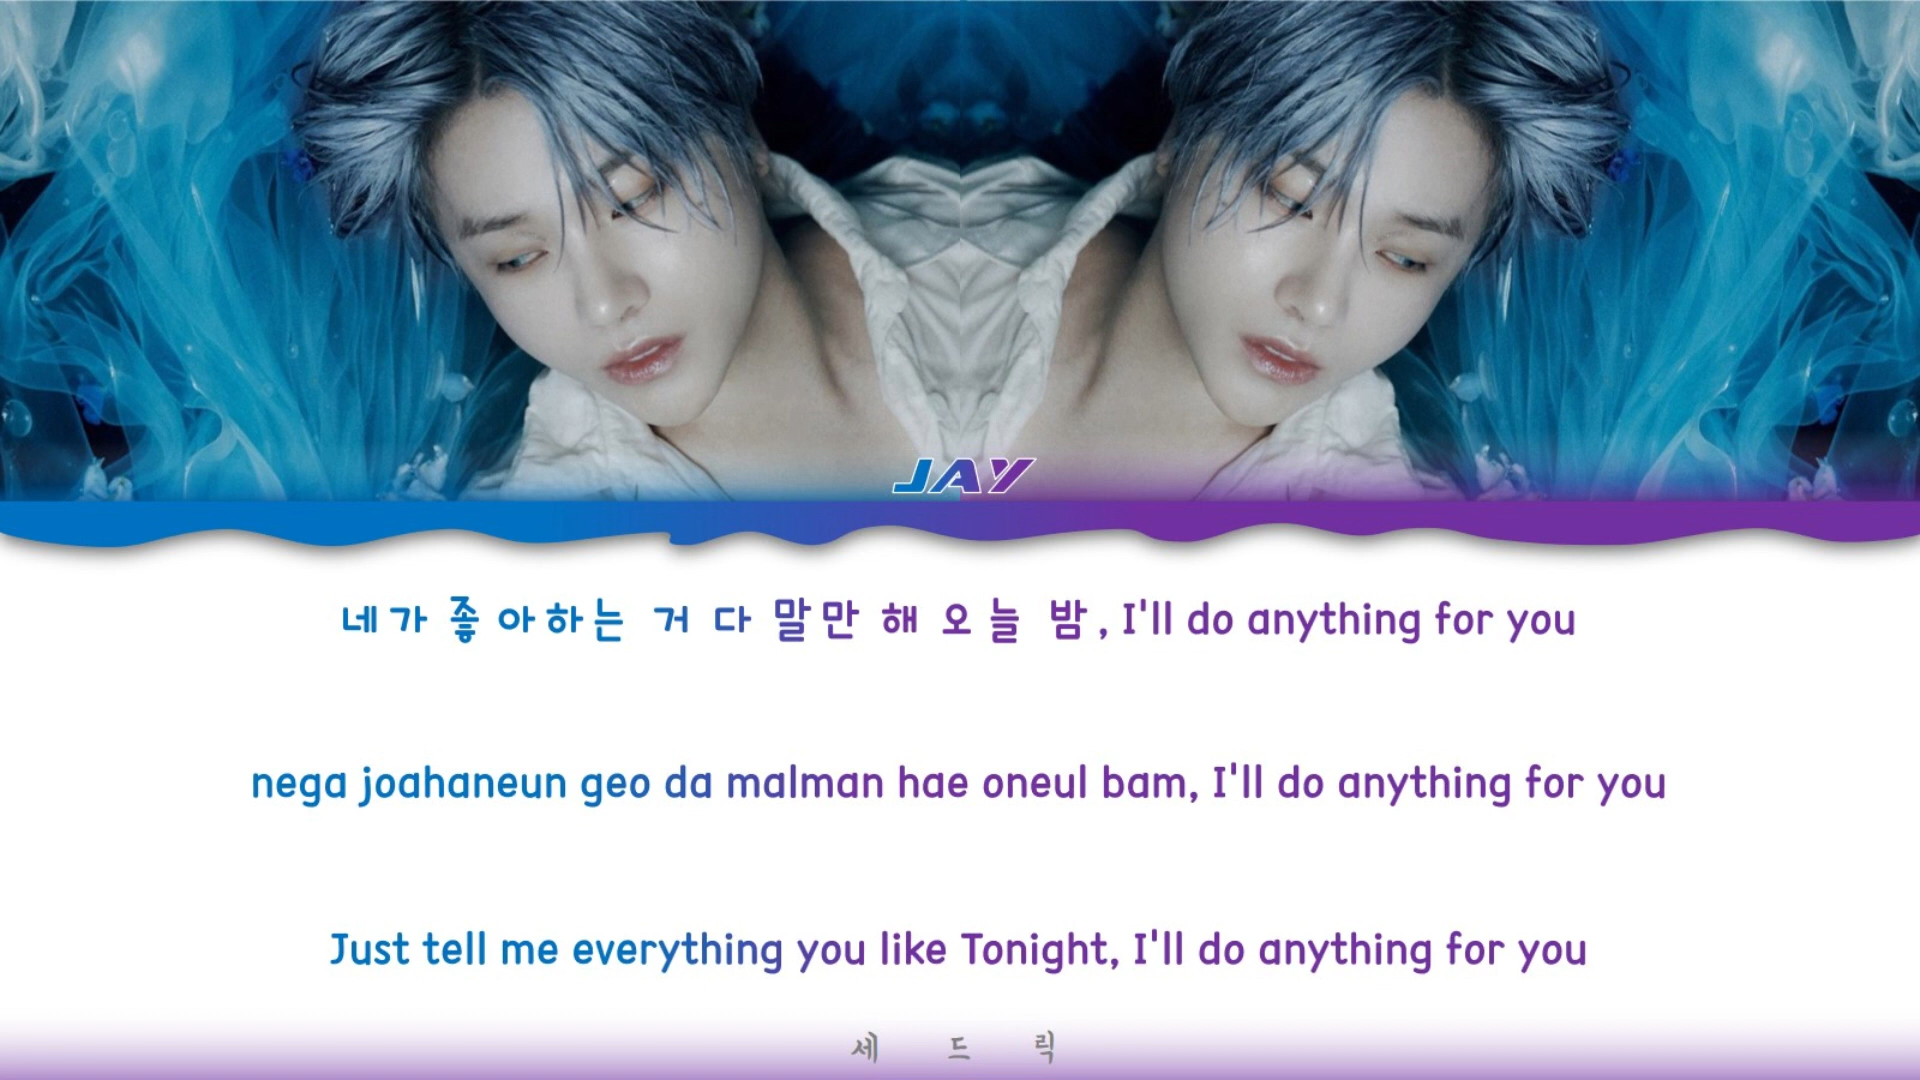 JAY
네가 좋아하는 거 다 말만 해 오늘 밤, I'll do anything for you
nega joahaneun geo da malman hae oneul bam, I'll do anything for you
Just tell me everything you like Tonight, I'll do anything for you
세드릭